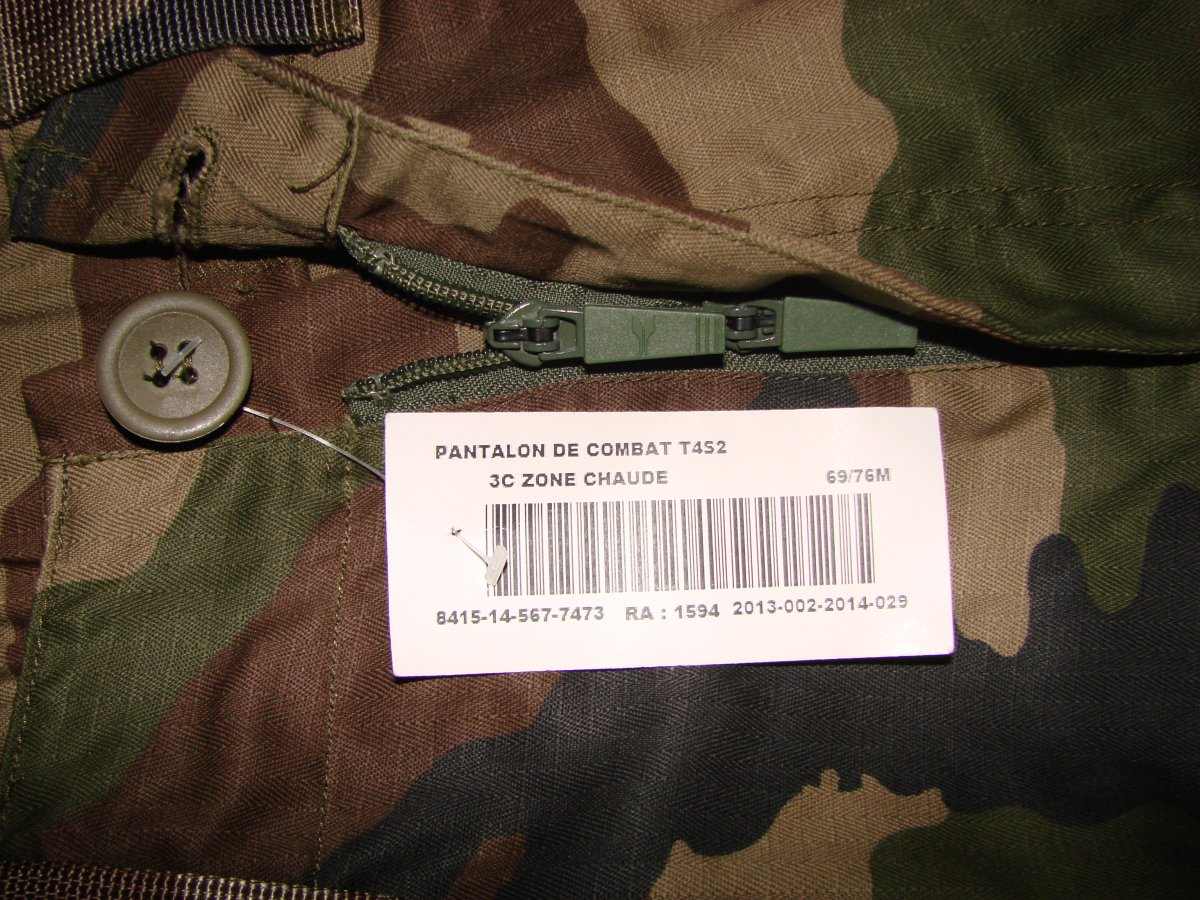 PANTALON DE COMBAT T4S2
3C ZONE CHAUDE 69/76M
8415-14-567-7473 RA : 1594 2013-002-2014-029